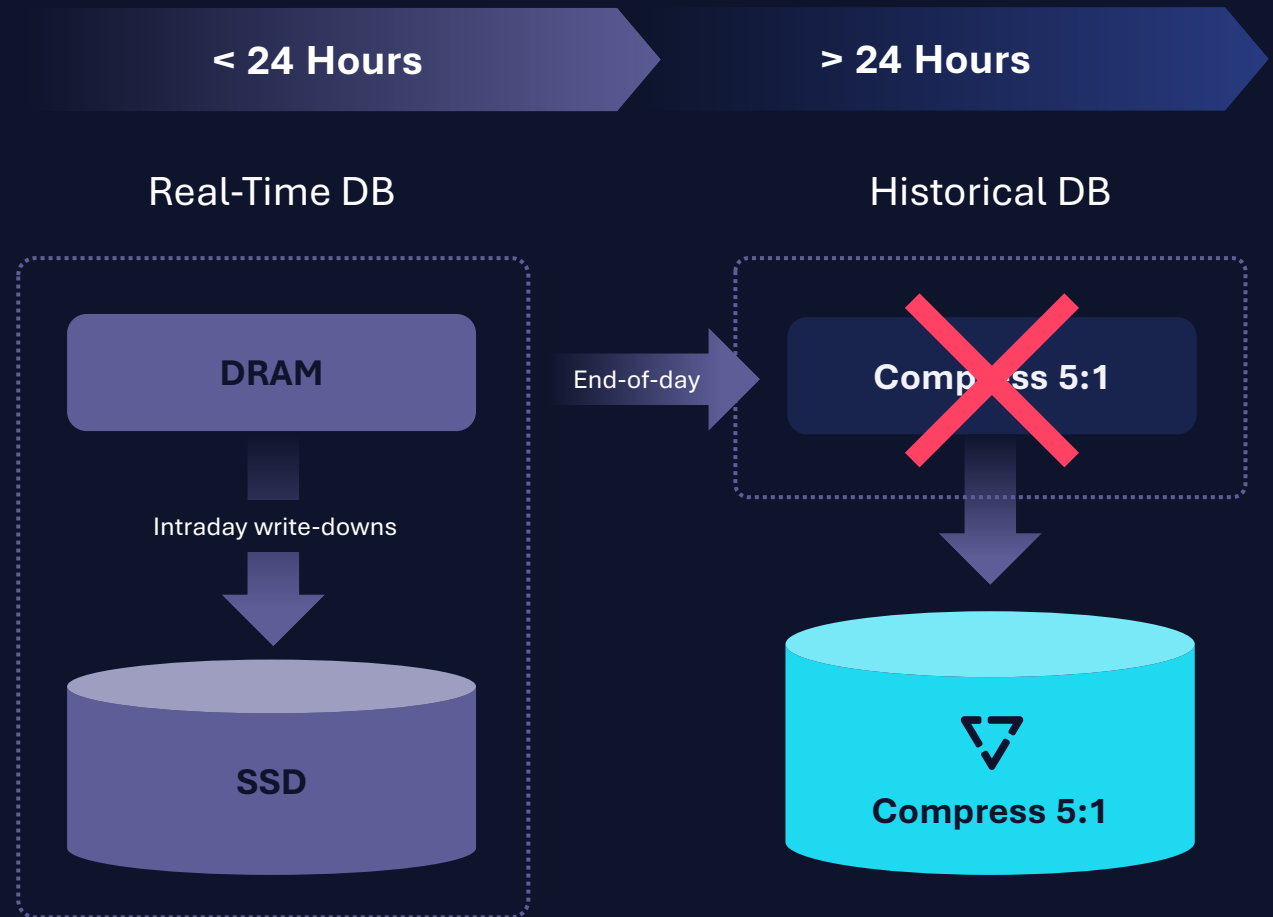 < 24 Hours
> 24 Hours
Real-Time DB
Historical DB
DRAM
End-of-day
Compress 5:1
Intraday write-downs
SSD
Compress 5:1